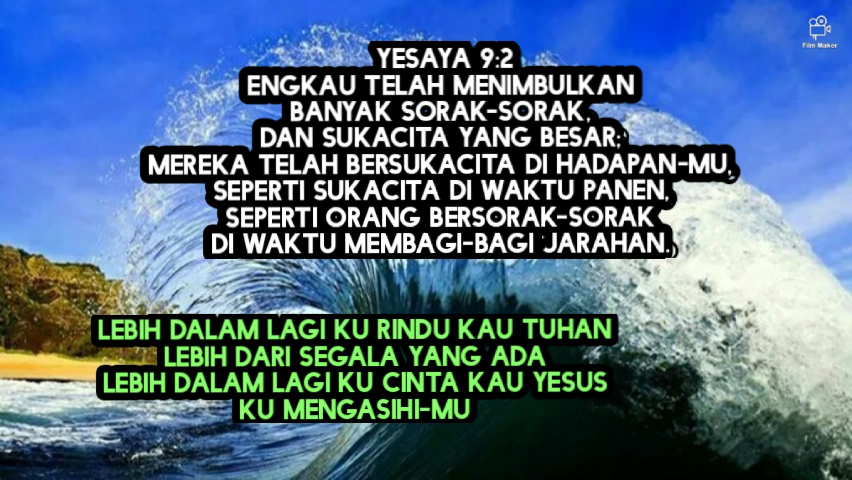 Film Maker
YESAYA 9:2
ENGKAU TELAH MENIMBULKAN
BANYAK SORAK-SORAK,
DAN SUKACITA YANG BESAR;
MEREKA TELAH BERSUKACITA DI HADAPAN-MU,
SEPERTI SUKACITA DI WAKTU PANEN,
SEPERTI ORANG BERSORAK-SORAK
DI WAKTU MEMBAGI-BAGI JARAHAN.
LEBIH DALAM LAGI KU RINDU KAU TUHAN
LEBIH DARI SEGALA YANG ADA
LEBIH DALAM LAGI KU CINTA KAU YESUS
KU MENGASIHI-MU